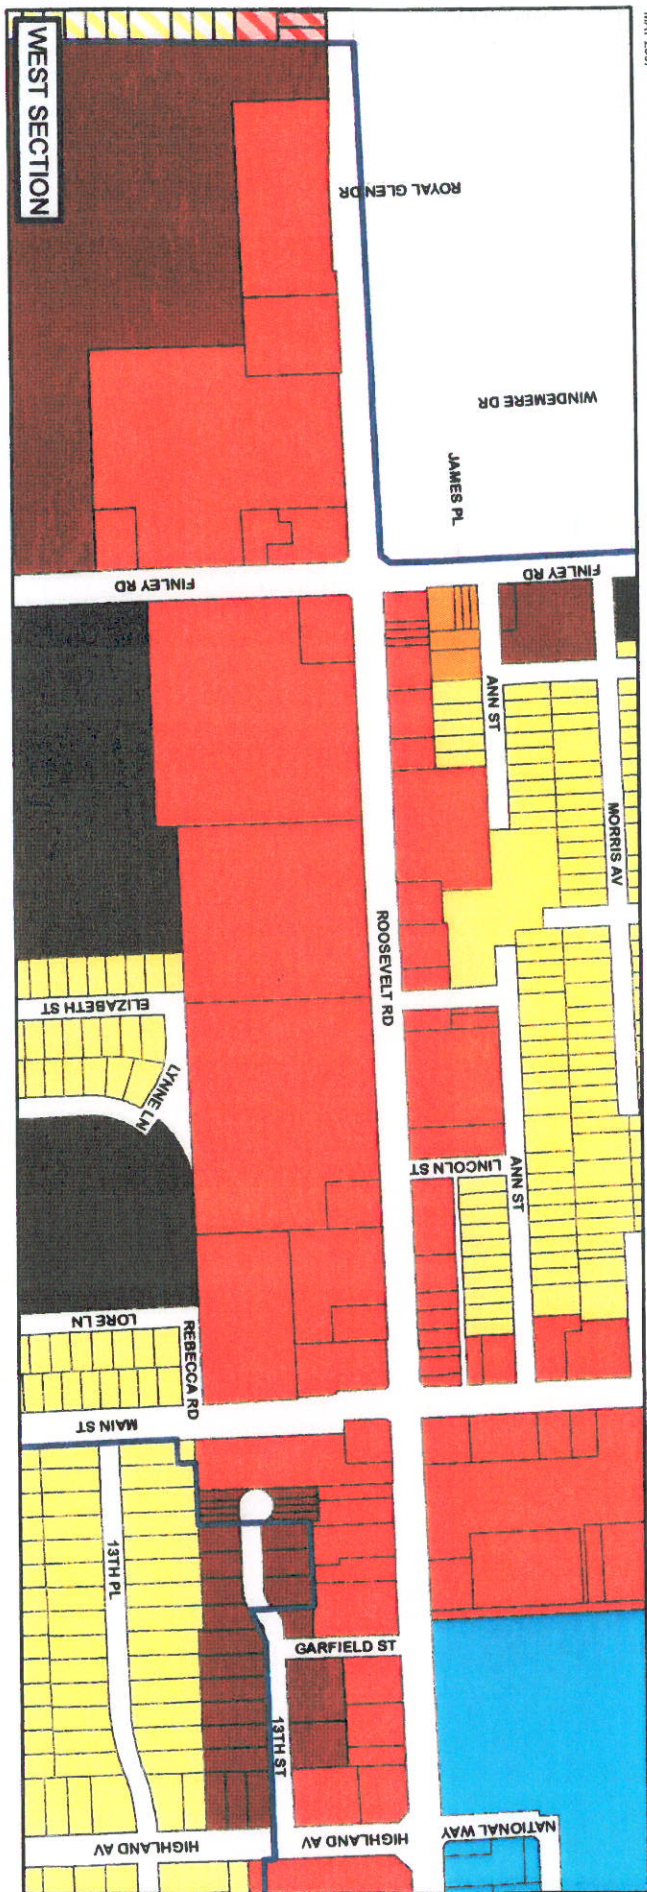 WEST SECTION
ROYAL GLEN DR
WINDEMERE DR
JAMES PL
FINLEY RD
FINLEY RD
ANN ST
MORRIS AV
ROOSEVELT RD
ELIZABETH ST
LYNNE LN
LINCOLN ST
ANN ST
LORE LN
REBECCA RD
MAIN ST
13TH PL
GARFIELD ST
13TH ST
HIGHLAND AV
HIGHLAND AV
NATIONAL WAY